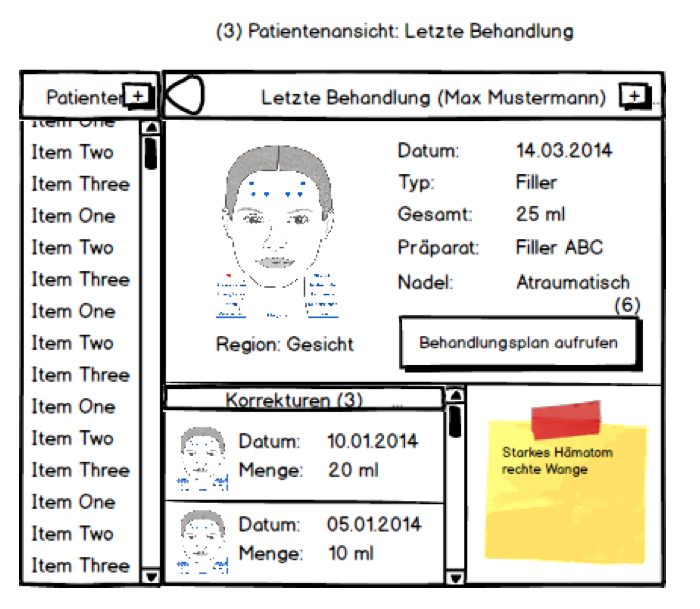 (3) Patientenansicht: Letzte Behandlung
Patienten +
Letzte Behandlung (Max Mustermann) + ...
Item One
Item Two
Item Three
Item One
Item Two
Item Three
Item One
Item Two
Item Three
Item One
Item Two
Item Three
Item One
Item Two
Item Three
Datum: 14.03.2014
Typ: Filler
Gesamt: 25 ml
Präparat: Filler ABC
Nadel: Atraumatisch
(6)
Region: Gesicht
Behandlungsplan aufrufen
Korrekturen (3) ...
Datum: 10.01.2014
Menge: 20 ml
Datum: 05.01.2014
Menge: 10 ml
Starkes Hämatom
rechte Wange